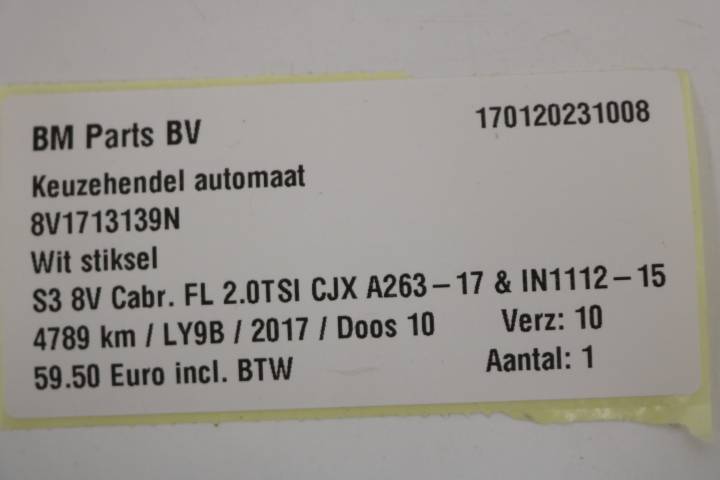 BM Parts BV 170120231008
Keuzehendel automaat
8V1713139N
Wit stiksel
S3 8V Cabr. FL 2.0TSI CJX A263-17 & IN1112-15
4789 km / LY9B / 2017 / Doos 10 Verz: 10
59.50 Euro incl. BTW Aantal: 1